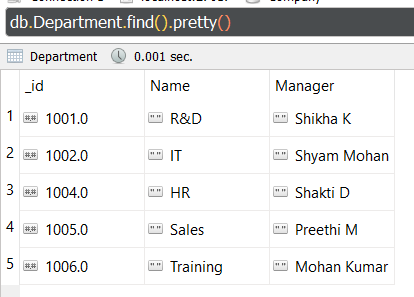 db.Department.find().pretty()
Department 0.001 sec.
_id Name Manager
1 1001.0 R&D Shikha K
2 1002.0 IT Shyam Mohan
3 1004.0 HR Shakti D
4 1005.0 Sales Preethi M
5 1006.0 Training Mohan Kumar